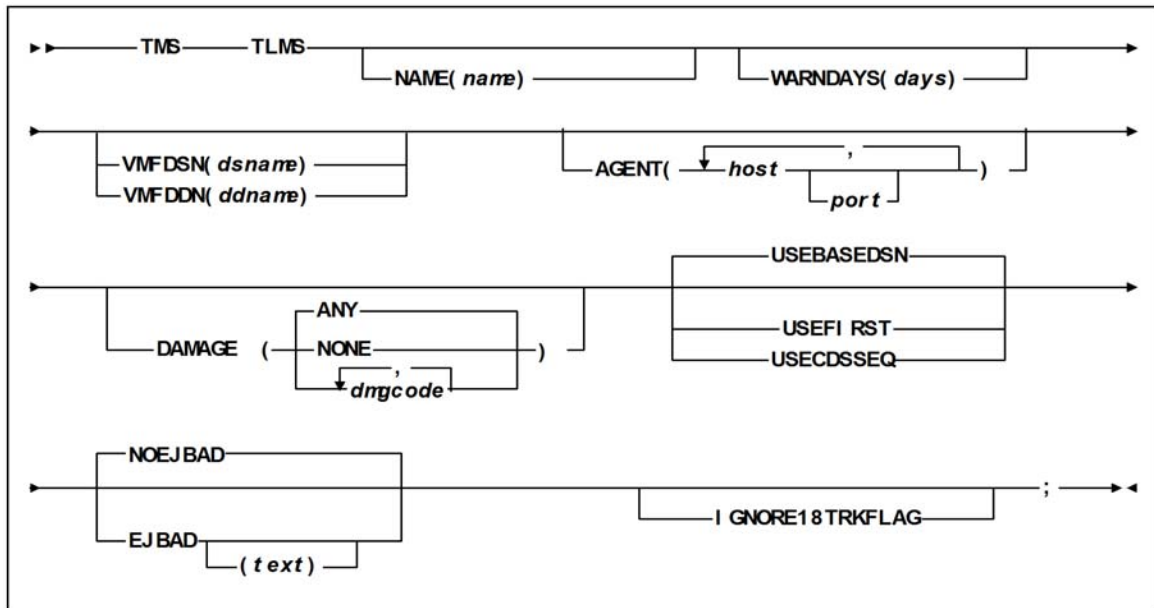 TMS TLMS
NAME( name )
WARNDAYS( days )
VMFDSN( dsname )
VMFDDN( ddname )
AGENT( host , )
port
USEBASEDSN
ANY
DAMAGE ( NONE )
,
dmgcode
USEFIRST
USECDSSEQ
NOEJBAD
;
IGNORE18TRKFLAG
EJBAD
( text )